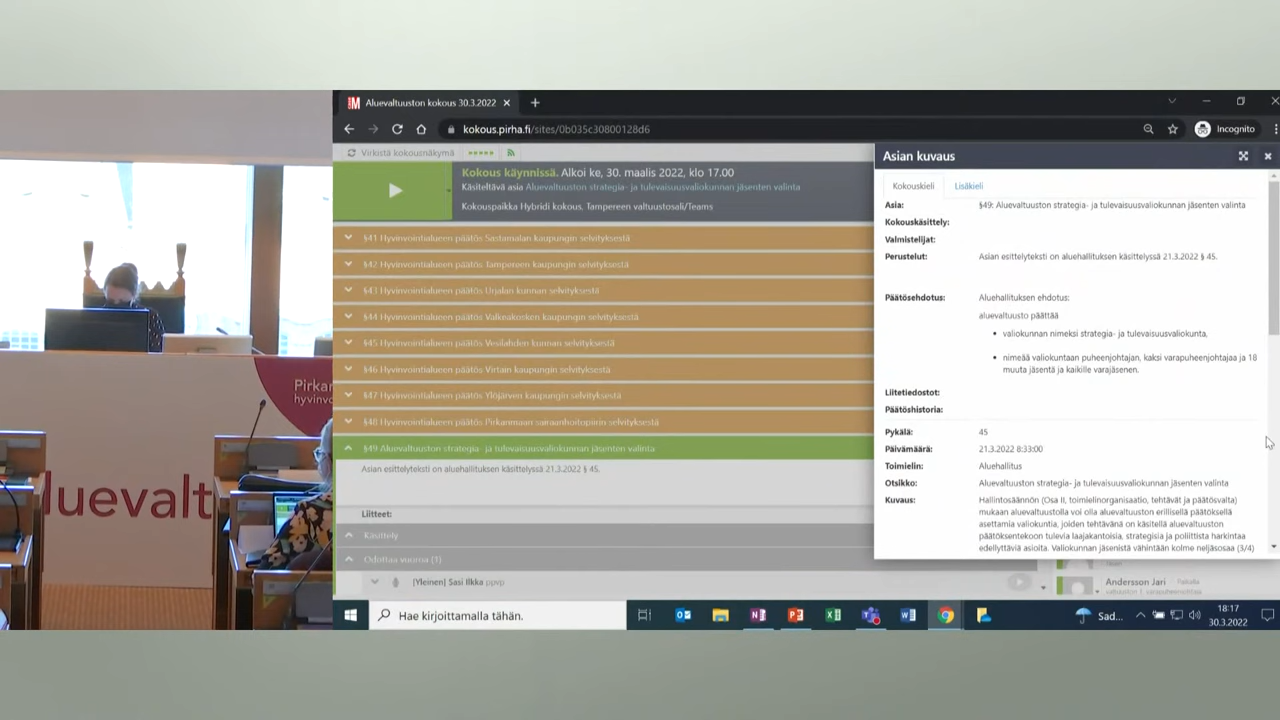 Aluevaltuuston kokous 30.3.2022
kokous.pirha.fi/sites/0b035c30800128d6
Incognito
Virkistä kokousnäkymä
Kokous käynnissä. Alkoi ke, 30. maalis 2022, klo 17.00
Käsiteltävä asia Aluevaltuuston strategia- ja tulevaisuusvaliokunnan jäsenten valinta
Kokouspaikka Hybridi kokous, Tampereen valtuustosali/Teams
§41 Hyvinvointialueen päätös Sastamalan kaupungin selvityksestä
§42 Hyvinvointialueen päätös Tampereen kaupungin selvityksestä
§43 Hyvinvointialueen päätös Urjalan kunnan selvityksestä
§44 Hyvinvointialueen päätös Valkeakosken kaupungin selvityksestä
§45 Hyvinvointialueen päätös Vesilahden kunnan selvityksestä
§46 Hyvinvointialueen päätös Virtain kaupungin selvityksestä
§47 Hyvinvointialueen päätös Ylöjärven kaupungin selvityksestä
§48 Hyvinvointialueen päätös Pirkanmaan sairaanhoitopiirin selvityksestä
§49 Aluevaltuuston strategia- ja tulevaisuusvaliokunnan jäsenten valinta
Asian esittelyteksti on aluehallituksen käsittelyssä 21.3.2022 § 45.
Liitteet:
Käsittely
Odottaa vuoroa (1)
[Yleinen] Sasi Ilkka ppvp
Asian kuvaus
Kokouskieli Lisäkieli
Asia: §49: Aluevaltuuston strategia- ja tulevaisuusvaliokunnan jäsenten valinta
Kokouskäsittely:
Valmistelijat:
Perustelut: Asian esittelyteksti on aluehallituksen käsittelyssä 21.3.2022 § 45.
Päätösehdotus: Aluehallituksen ehdotus:
aluevaltuusto päättää
• valiokunnan nimeksi strategia- ja tulevaisuusvaliokunta,
• nimeää valiokuntaan puheenjohtajan, kaksi varapuheenjohtajaa ja 18
muuta jäsentä ja kaikille varajäsenen.
Liitetiedostot:
Päätöshistoria:
Pykälä: 45
Päivämäärä: 21.3.2022 8:33:00
Toimielin: Aluehallitus
Otsikko: Aluevaltuuston strategia- ja tulevaisuusvaliokunnan jäsenten valinta
Kuvaus: Hallintosäännön (Osa II, toimielinorganisaatio, tehtävät ja päätösvalta)
mukaan aluevaltuustolla voi olla aluevaltuuston erillisellä päätöksellä
asettamia valiokuntia, joiden tehtävänä on käsitellä aluevaltuuston
päätöksentekoon tulevia laajakantoisia, strategisia ja poliittista harkintaa
edellyttäviä asioita. Valiokunnan jäsenistä vähintään kolme neljäsosaa (3/4)
Andersson Jari Paikalla
valtuuston 1. varapuheenjohtaja
Hae kirjoittamalla tähän.
Sad...
18:17
30.3.2022
Pirkan
hyvinvo
luevalt